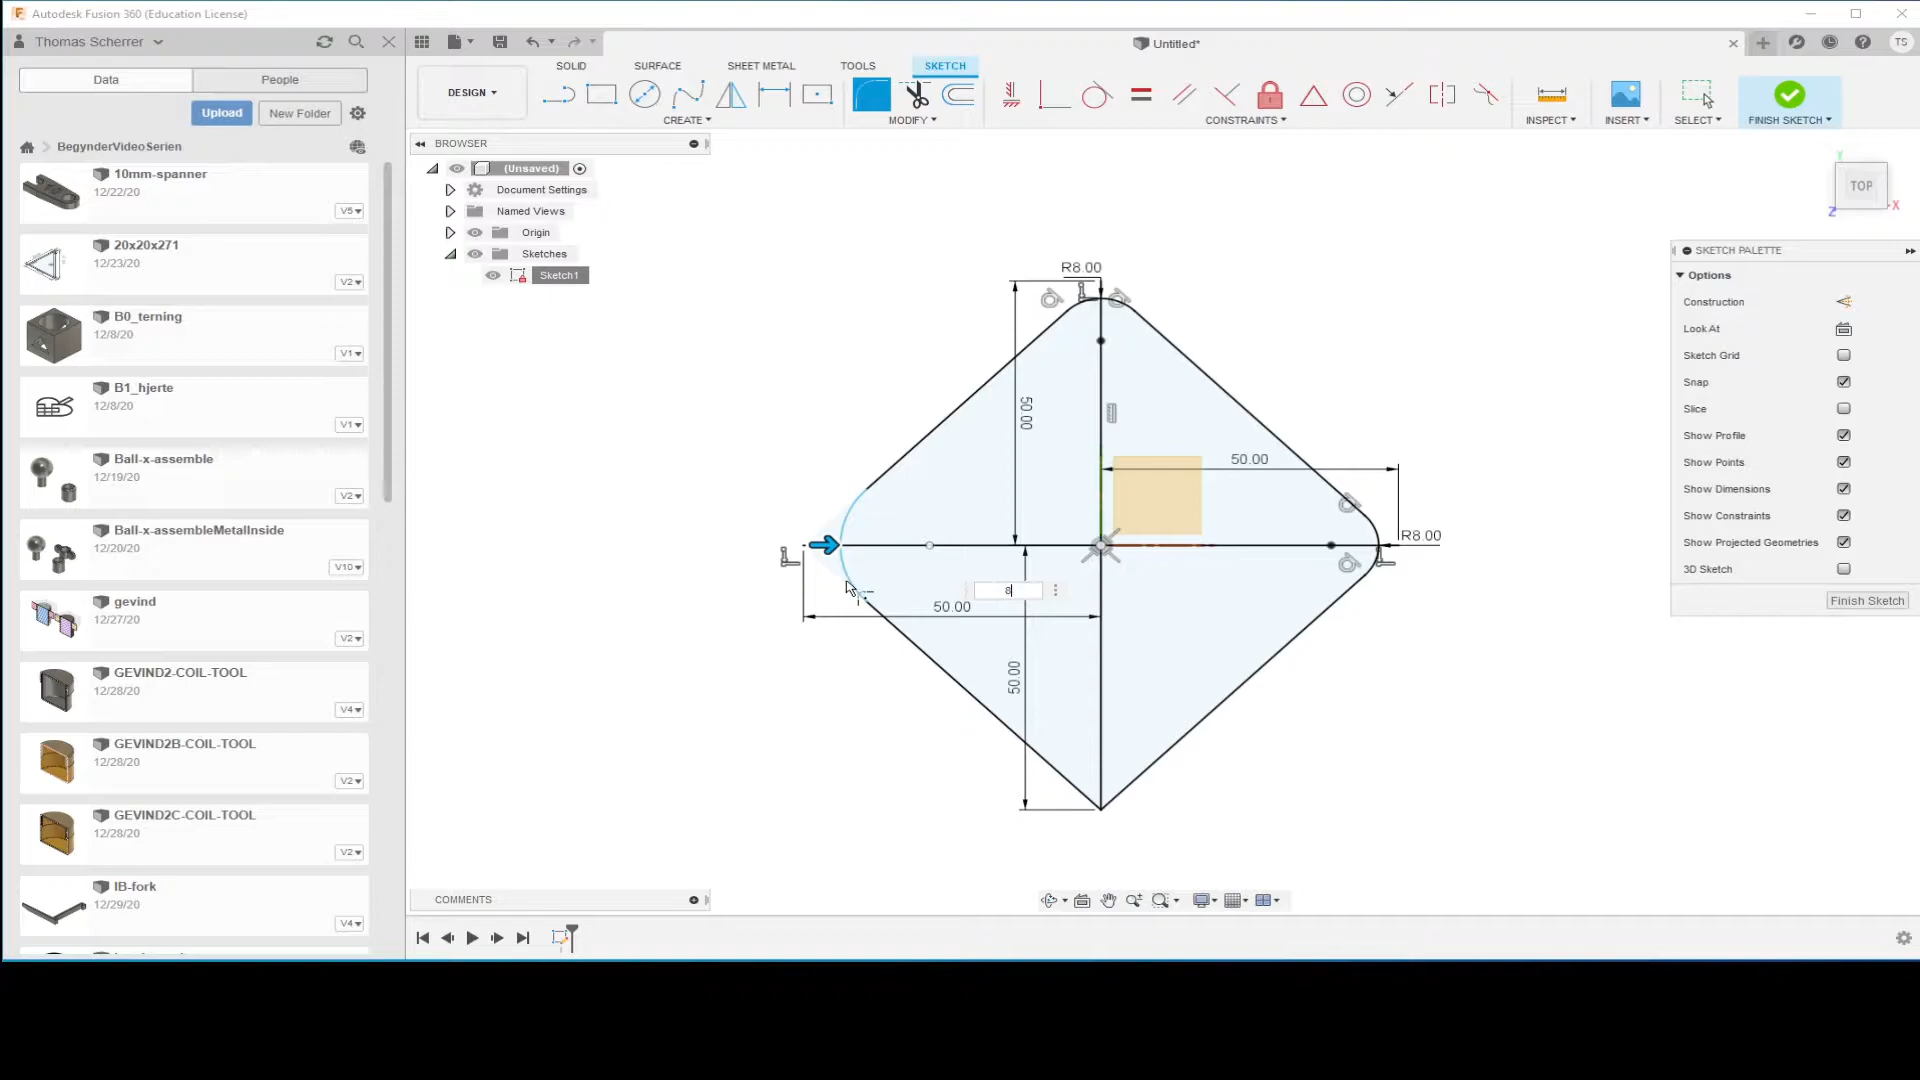 Autodesk Fusion 360 (Education License)
Thomas Scherrer
Untitled*
TS
Data
People
Upload
New Folder
BegynderVideoSerien
10mm-spanner
12/22/20
V5
20x20x271
12/23/20
V2
B0_terning
12/8/20
V1
B1_hjerte
12/8/20
V1
Ball-x-assemble
12/19/20
V2
Ball-x-assembleMetalInside
12/20/20
V10
gevind
12/27/20
V2
GEVIND2-COIL-TOOL
12/28/20
V4
GEVIND2B-COIL-TOOL
12/28/20
V2
GEVIND2C-COIL-TOOL
12/28/20
V2
IB-fork
12/29/20
V4
DESIGN
SOLID
SURFACE
SHEET METAL
TOOLS
SKETCH
CREATE
MODIFY
CONSTRAINTS
INSPECT
INSERT
SELECT
FINISH SKETCH
BROWSER
(Unsaved)
Document Settings
Named Views
Origin
Sketches
Sketch1
R8.00
50.00
50.00
R8.00
8
50.00
50.00
Y
TOP
Z
X
SKETCH PALETTE
Options
Construction
Look At
Sketch Grid
Snap
Slice
Show Profile
Show Points
Show Dimensions
Show Constraints
Show Projected Geometries
3D Sketch
Finish Sketch
COMMENTS